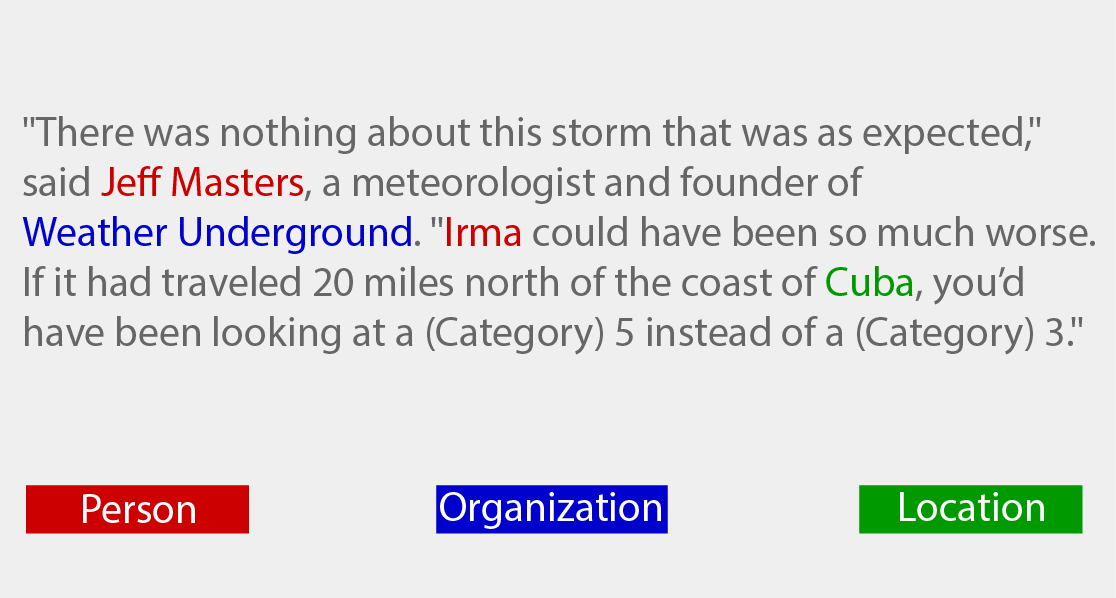 "There was nothing about this storm that was as expected,"
said Jeff Masters, a meteorologist and founder of
Weather Underground. "Irma could have been so much worse.
If it had traveled 20 miles north of the coast of Cuba, you’d
have been looking at a (Category) 5 instead of a (Category) 3."
Person Organization Location